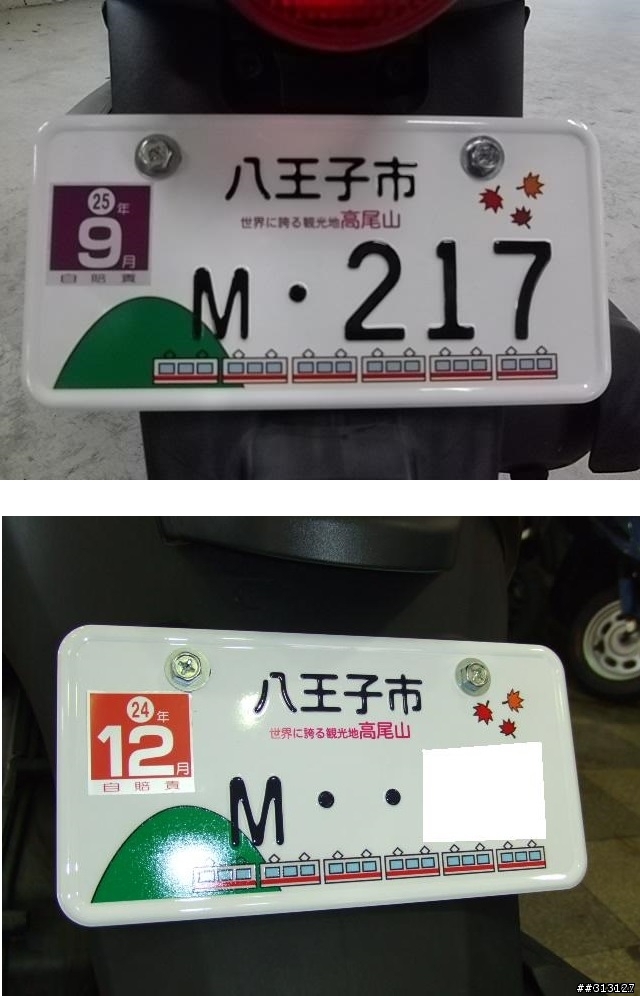 八王子市
世界に誇る観光地高尾山
25年
9月
自賠責
M・217
八王子市
世界に誇る観光地高尾山
24年
12月
自賠責
M・・
##313127